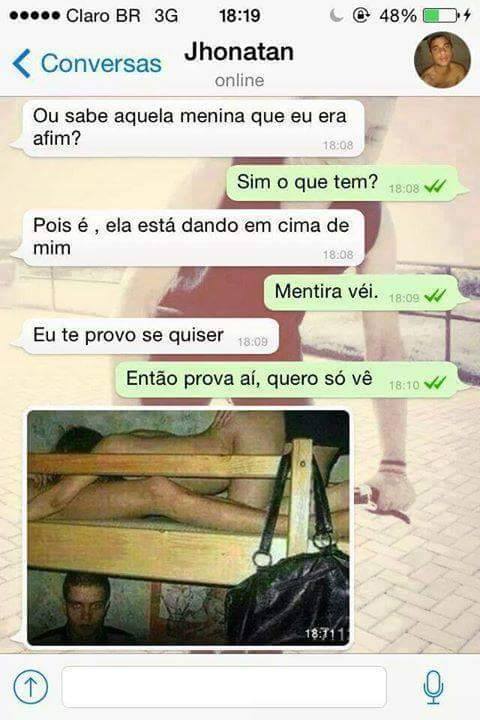 Claro BR 3G 18:19 48%
Conversas
Jhonatan
online
Ou sabe aquela menina que eu era
afim?
18:08
Sim o que tem? 18:08
Pois é , ela está dando em cima de
mim
18:08
Mentira véi. 18:09
Eu te provo se quiser 18:09
Então prova aí, quero só vê 18:10
18:11